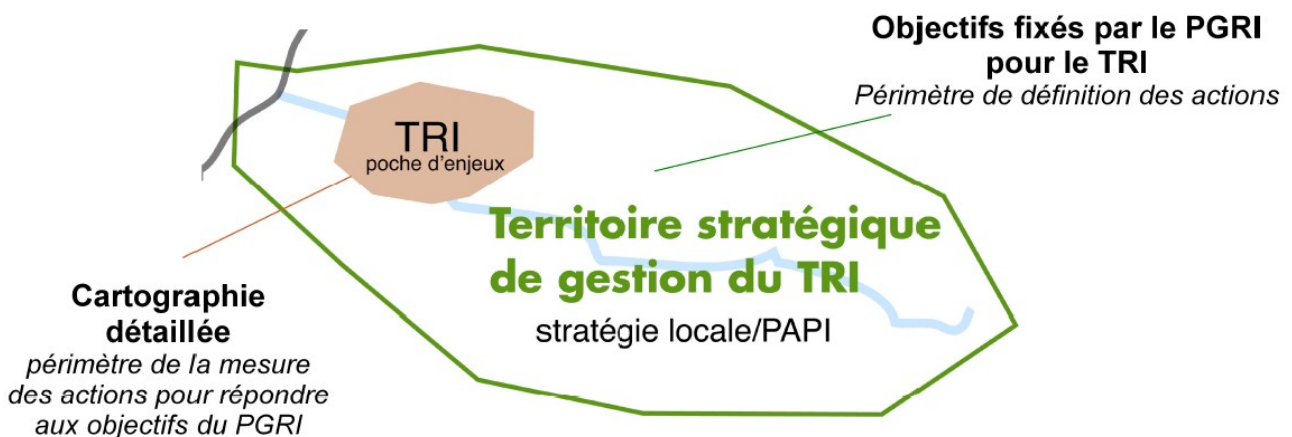 Objectifs fixés par le PGRI
pour le TRI
Périmètre de définition des actions
TRI
poche d'enjeux
Territoire stratégique
de gestion du TRI
stratégie locale/PAPI
Cartographie
détaillée
périmètre de la mesure
des actions pour répondre
aux objectifs du PGRI